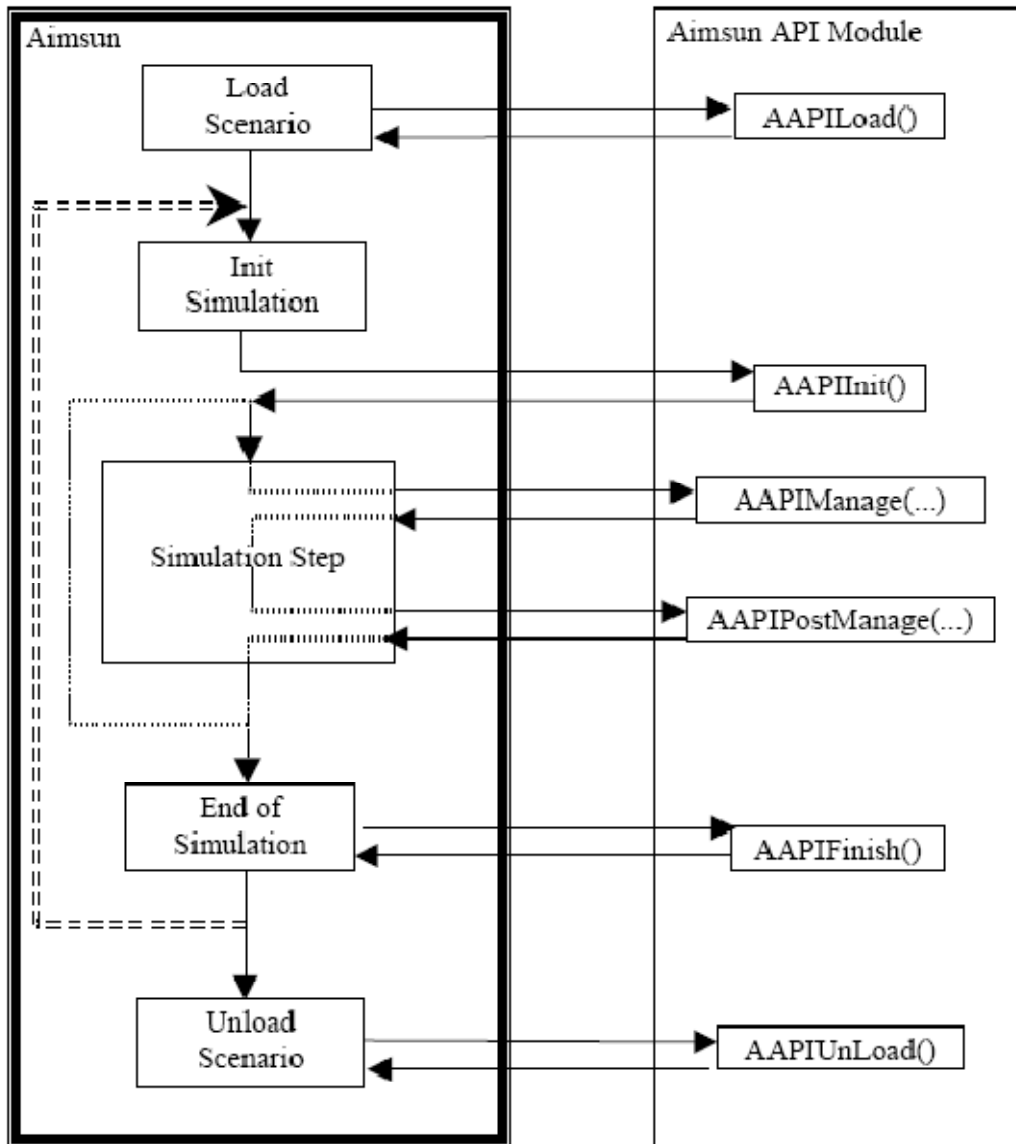 Aimsun
Aimsun API Module
Load
Scenario
AAPILoad()
Init
Simulation
AAPIInit()
AAPIManage(...)
Simulation Step
AAPIPostManage(...)
End of
Simulation
AAPIFinish()
Unload
Scenario
AAPIUnLoad()